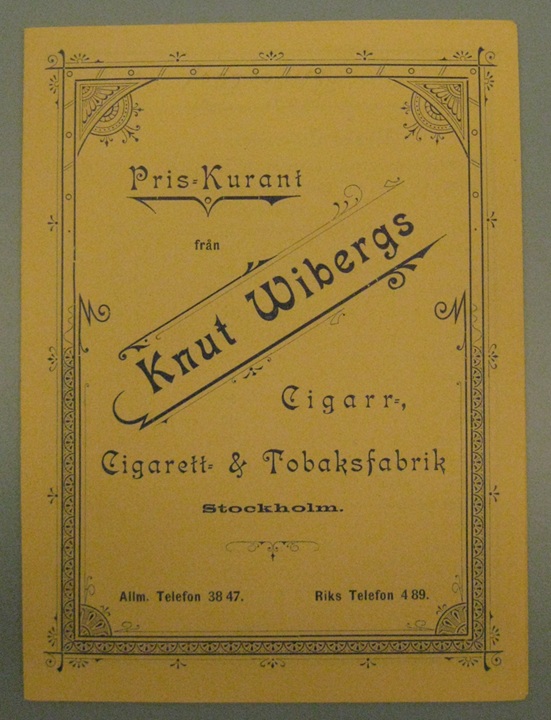 Pris-Kurant
från
Knut Wibergs
Cigarr-,
Cigarett- & Tobaksfabrik
Stockholm.
Allm. Telefon 38 47.
Riks Telefon 4 89.